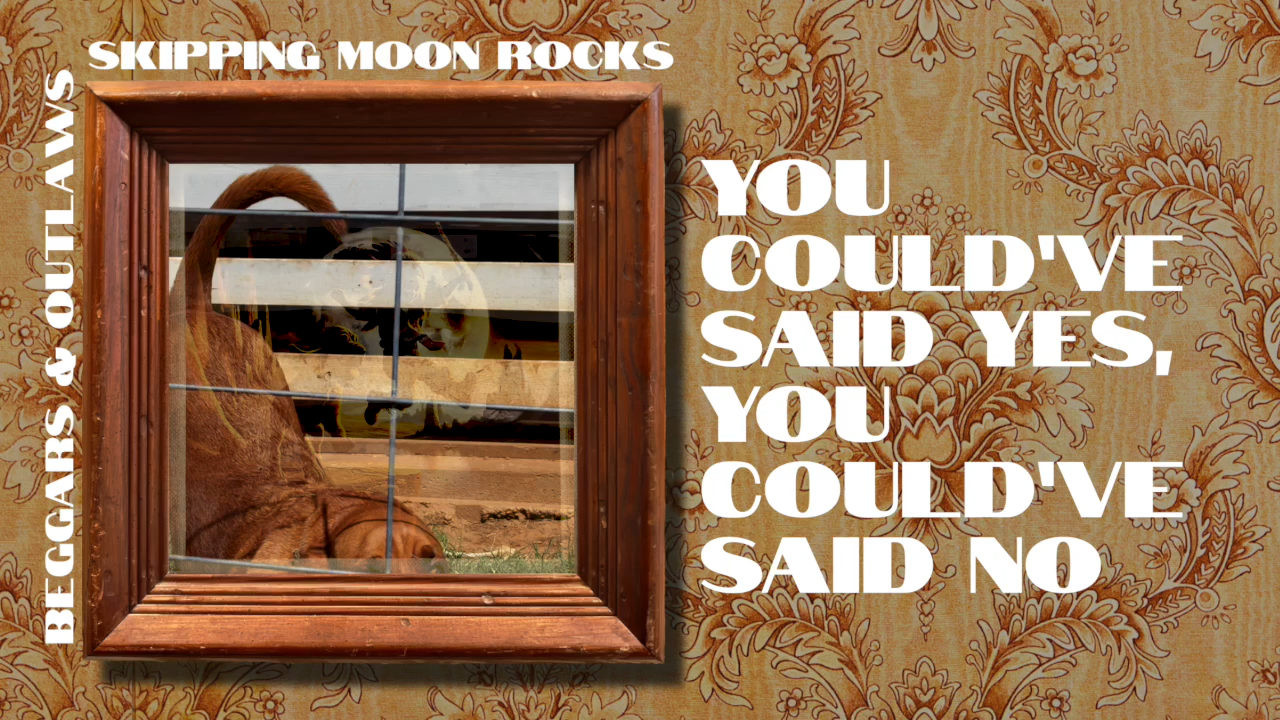 SKIPPING MOON ROCKS
BEGGARS & OUTLAWS
YOU
COULD'VE
SAID YES,
YOU
COULD'VE
SAID NO